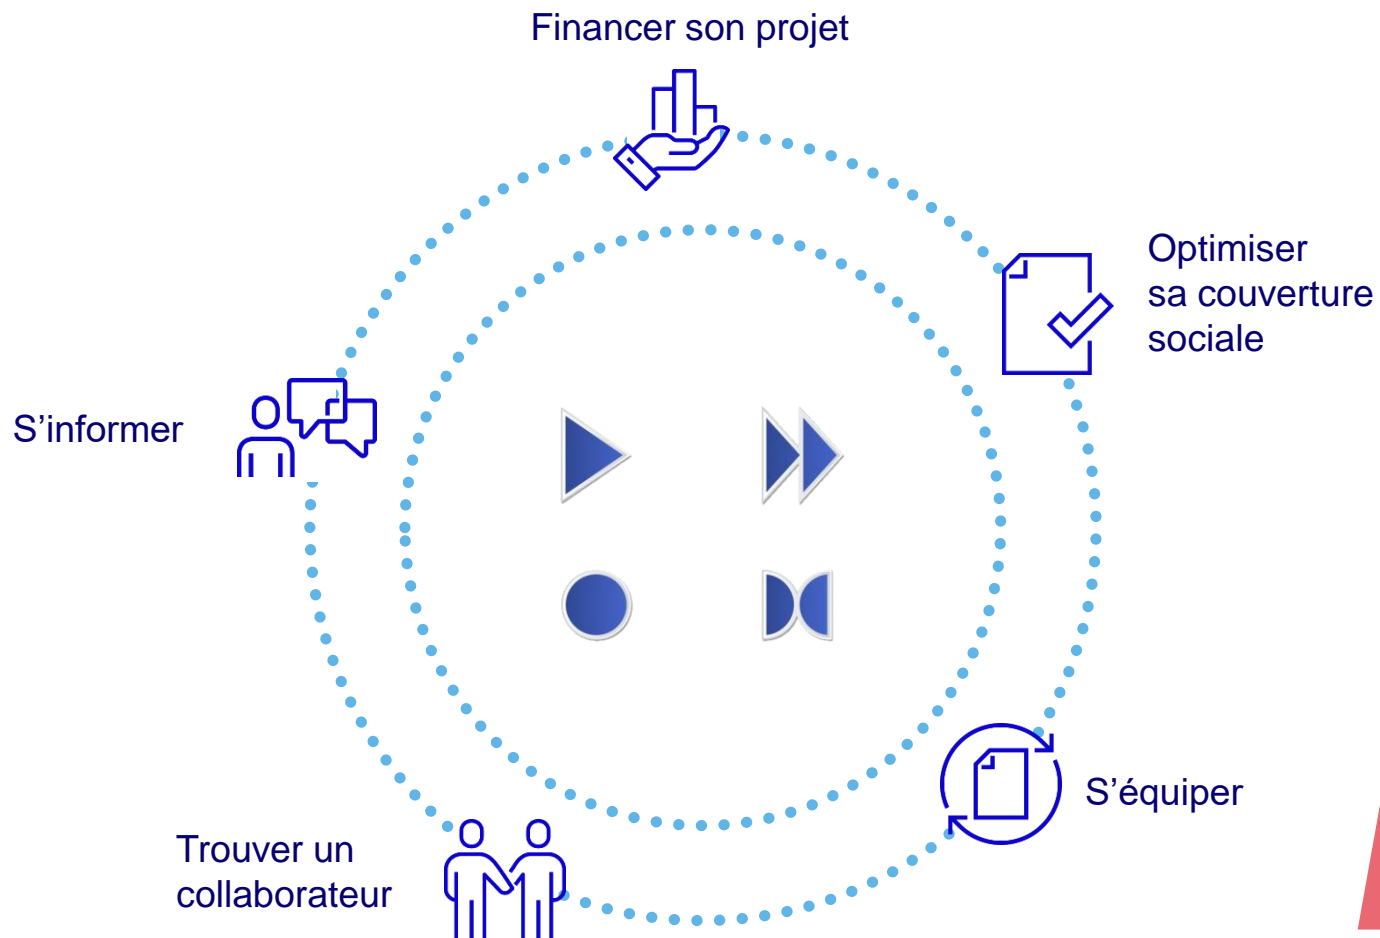 Financer son projet
Optimiser
sa couverture
sociale
S’informer
S’équiper
Trouver un
collaborateur